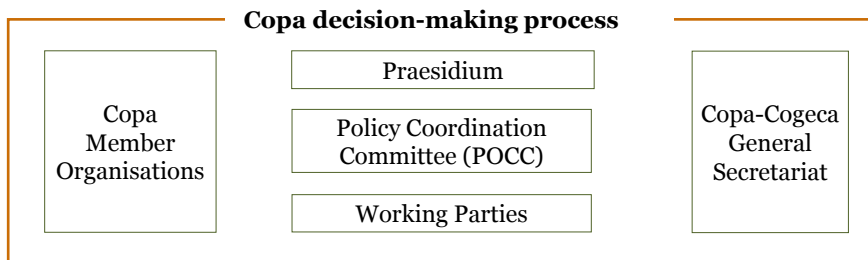 Copa decision-making process
Copa
Member
Organisations
Praesidium
Policy Coordination
Committee (POCC)
Working Parties
Copa-Cogeca
General
Secretariat